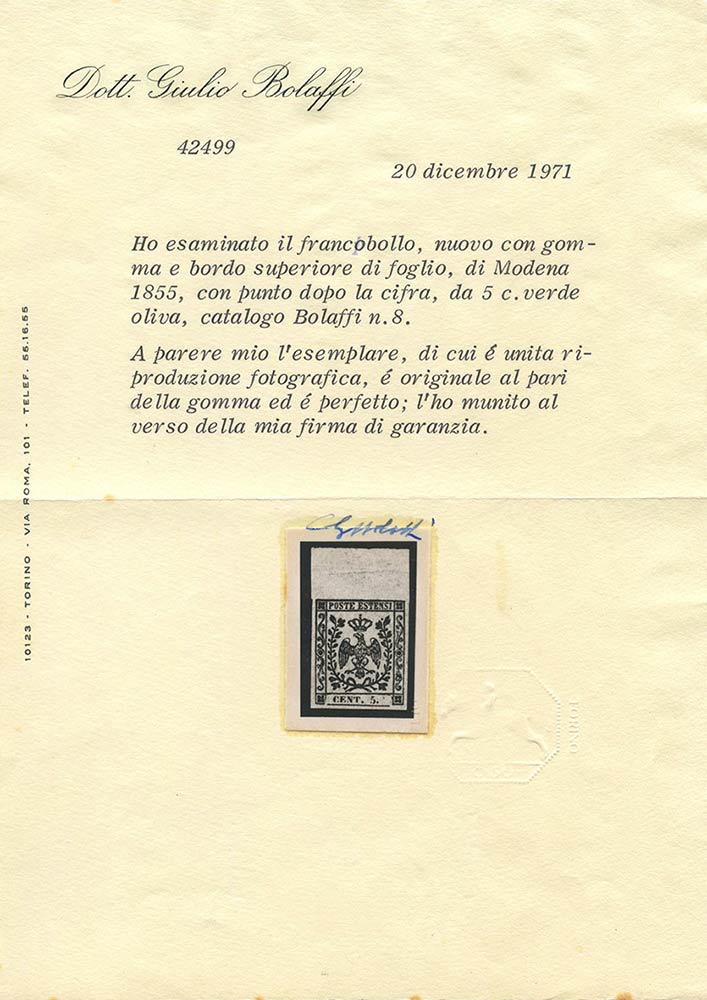 Dott. Giulio Bolaffi
42499
20 dicembre 1971
Ho esaminato il francobollo, nuovo con gom-
ma e bordo superiore di foglio, di Modena
1855, con punto dopo la cifra, da 5 c.verde
oliva, catalogo Bolaffi n.8.
A parere mio l'esemplare, di cui é unita ri-
produzione fotografica, é originale al pari
della gomma ed é perfetto; l'ho munito al
verso della mia firma di garanzia.
10123 - TORINO - VIA ROMA, 101 - TELEF. 55.16.55
POSTE ESTENSI
CENT. 5.
TORINO